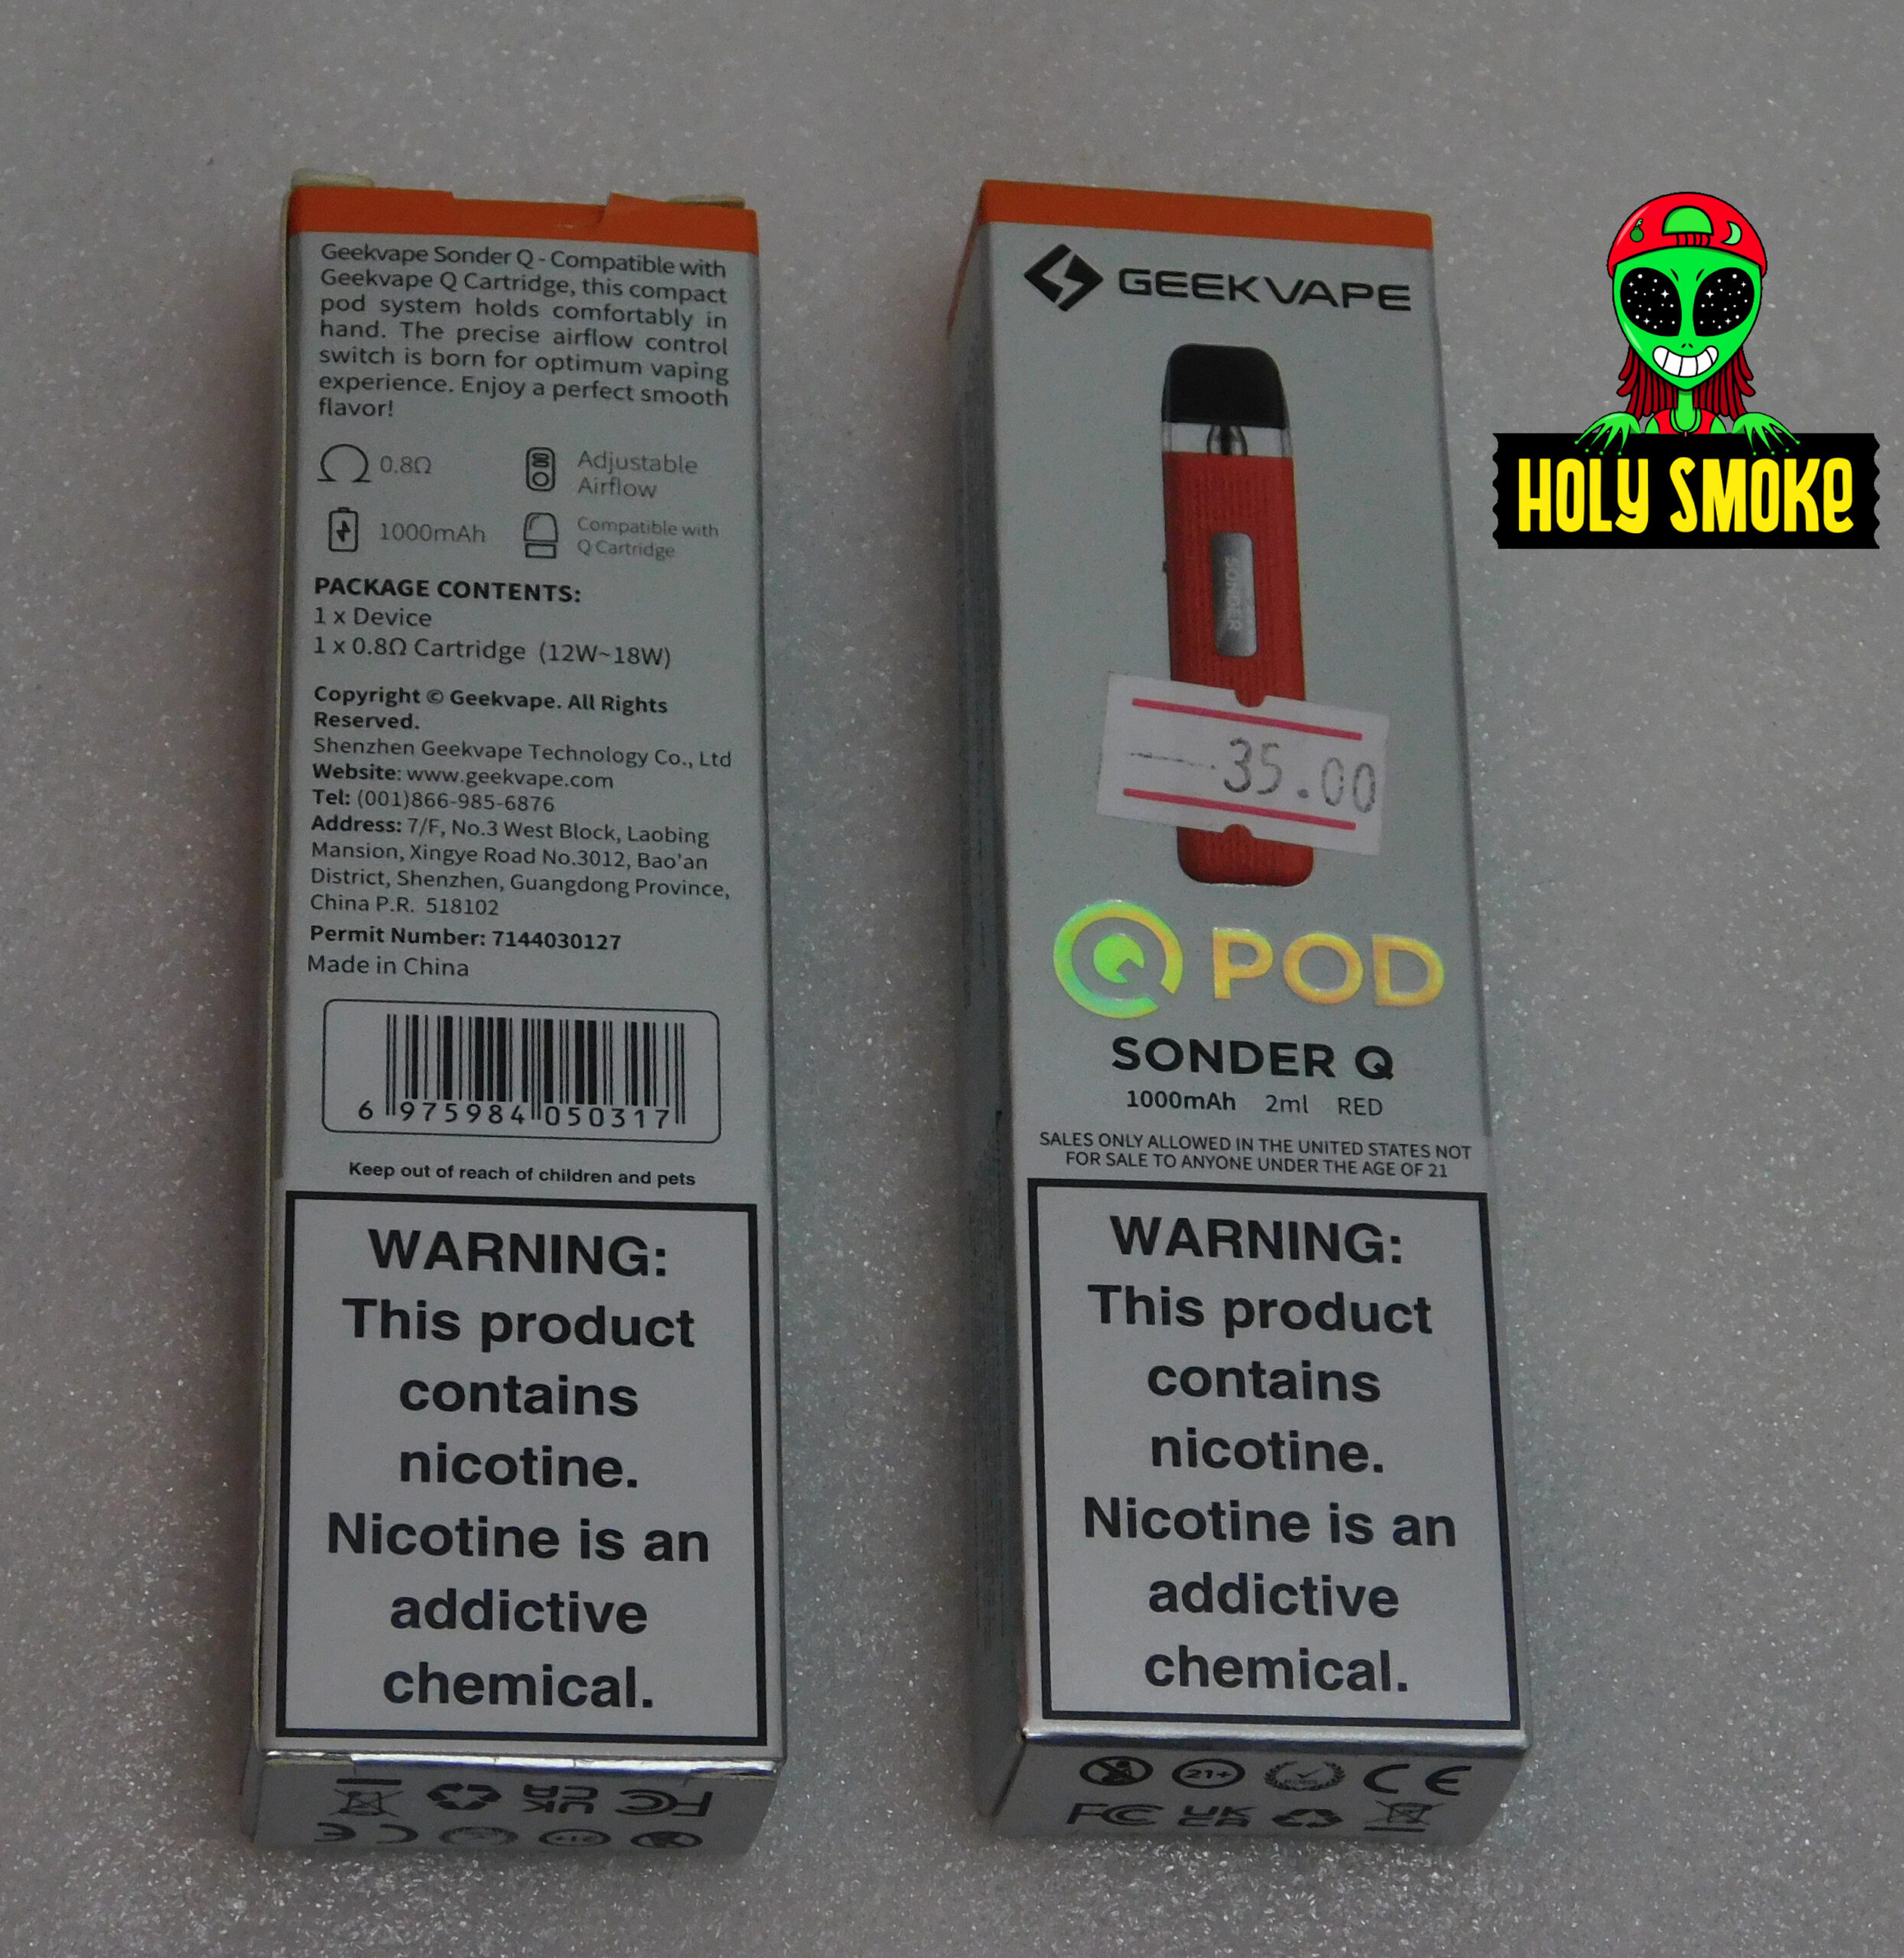 Geekvape Sonder Q - Compatible with
Geekvape Q Cartridge, this compact
pod system holds comfortably in
hand. The precise airflow control
switch is born for optimum vaping
experience. Enjoy a perfect smooth
flavor!
0.8Ω
Adjustable
Airflow
1000mAh
Compatible with
Q Cartridge
PACKAGE CONTENTS:
1 x Device
1 x 0.8Ω Cartridge (12W~18W)
Copyright © Geekvape. All Rights
Reserved.
Shenzhen Geekvape Technology Co., Ltd
Website: www.geekvape.com
Tel: (001)866-985-6876
Address: 7/F, No.3 West Block, Laobing
Mansion, Xingye Road No.3012, Bao'an
District, Shenzhen, Guangdong Province,
China P.R. 518102
Permit Number: 7144030127
Made in China
6 975984 050317
Keep out of reach of children and pets
WARNING:
This product
contains
nicotine.
Nicotine is an
addictive
chemical.
FC UK CA
21+ CE
GEEKVAPE
SONDER
35.00
Q POD
SONDER Q
1000mAh 2ml RED
SALES ONLY ALLOWED IN THE UNITED STATES NOT
FOR SALE TO ANYONE UNDER THE AGE OF 21
WARNING:
This product
contains
nicotine.
Nicotine is an
addictive
chemical.
21+ CE
FC UK CA
HOLY SMOKE